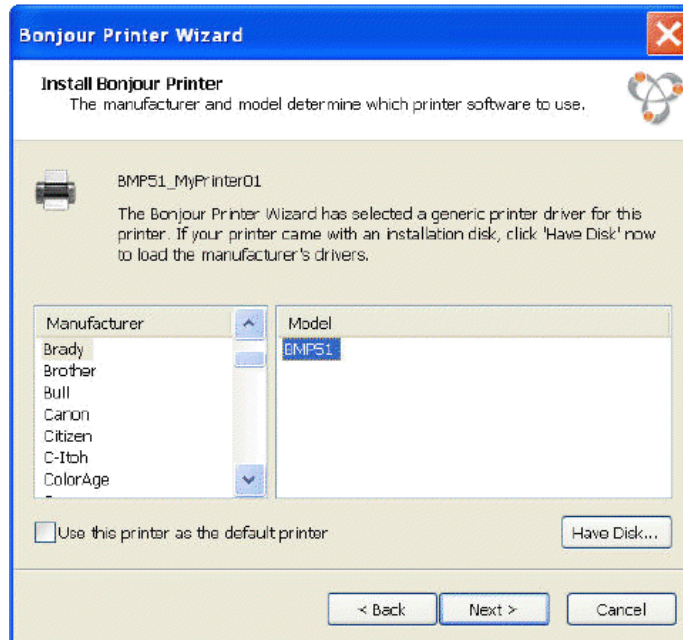 Bonjour Printer Wizard
Install Bonjour Printer
The manufacturer and model determine which printer software to use.
BMP51_MyPrinter01
The Bonjour Printer Wizard has selected a generic printer driver for this
printer. If your printer came with an installation disk, click 'Have Disk' now
to load the manufacturer's drivers.
Manufacturer
Brady
Brother
Bull
Canon
Citizen
C-Itoh
ColorAge
Model
BMP51
Use this printer as the default printer
Have Disk...
< Back
Next >
Cancel